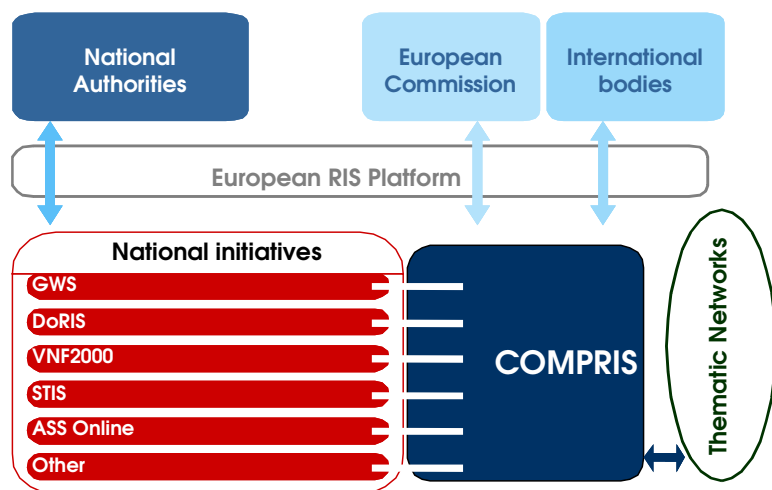 National
Authorities
European
Commission
International
bodies
European RIS Platform
National initiatives
GWS
DoRIS
VNF2000
STIS
ASS Online
Other
COMPRIS
Thematic Networks